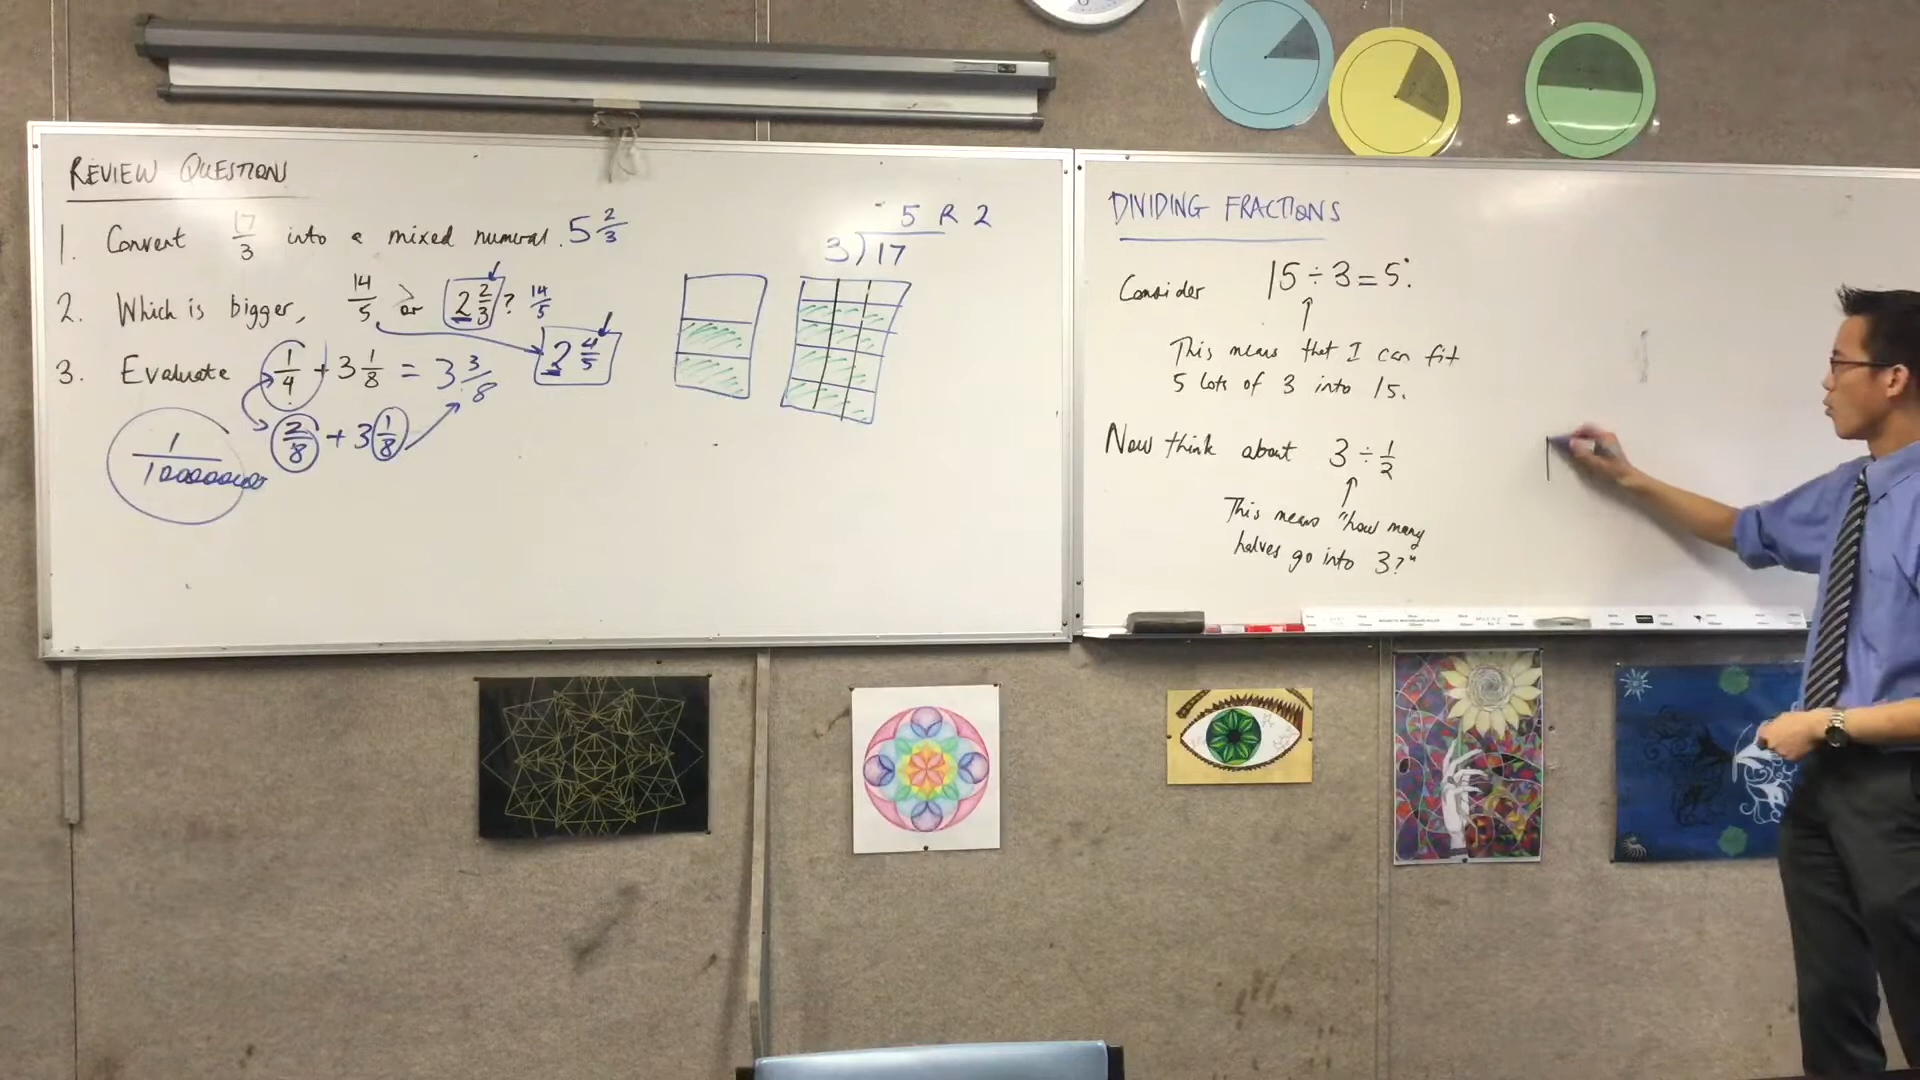 REVIEW QUESTIONS
1. Convert 17/3 into a mixed numeral. 5 2/3
2. Which is bigger, 14/5 > or 2 2/3 ? 14/5
2 4/5
3. Evaluate 1/4 + 3 1/8 = 3 3/8
2/8 + 3 1/8
5 R 2
3)17
DIVIDING FRACTIONS
Consider 15 ÷ 3 = 5.
This means that I can fit
5 lots of 3 into 15.
Now think about 3 ÷ 1/2
This means "how many
halves go into 3?"